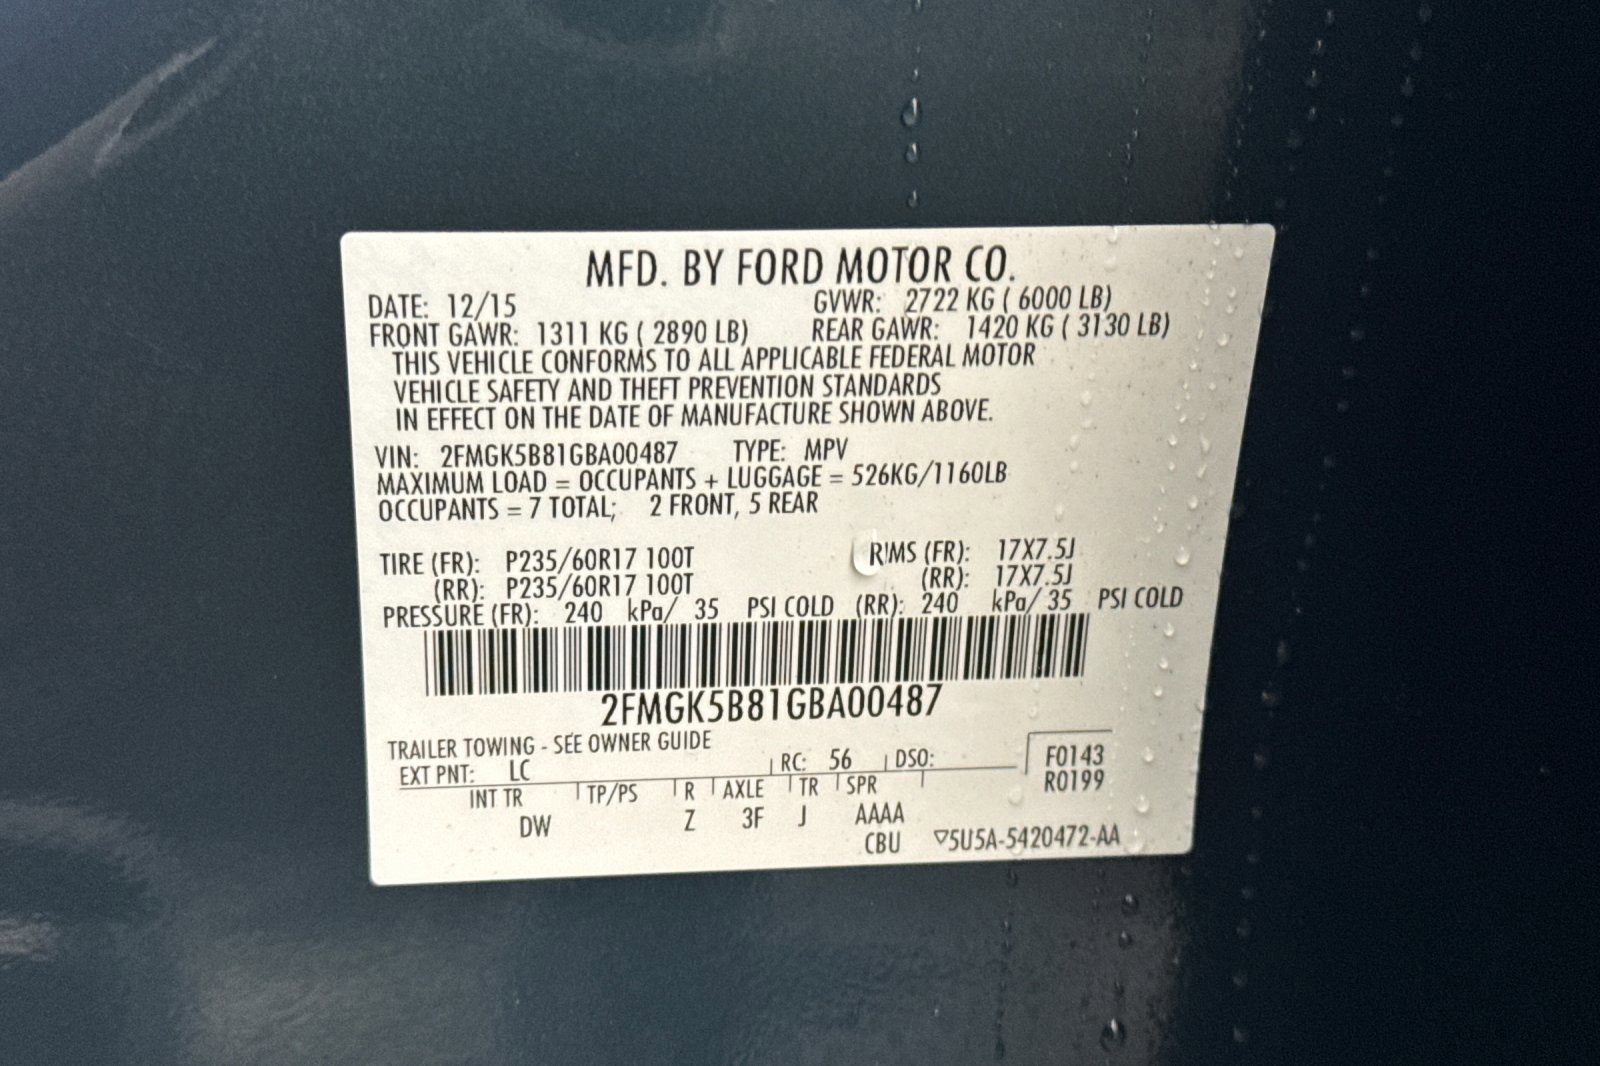 MFD. BY FORD MOTOR CO.
DATE: 12/15 GVWR: 2722 KG ( 6000 LB)
FRONT GAWR: 1311 KG ( 2890 LB) REAR GAWR: 1420 KG ( 3130 LB)
THIS VEHICLE CONFORMS TO ALL APPLICABLE FEDERAL MOTOR
VEHICLE SAFETY AND THEFT PREVENTION STANDARDS
IN EFFECT ON THE DATE OF MANUFACTURE SHOWN ABOVE.
VIN: 2FMGK5B81GBA00487 TYPE: MPV
MAXIMUM LOAD = OCCUPANTS + LUGGAGE = 526KG/1160LB
OCCUPANTS = 7 TOTAL; 2 FRONT, 5 REAR
TIRE (FR): P235/60R17 100T RIMS (FR): 17X7.5J
(RR): P235/60R17 100T (RR): 17X7.5J
PRESSURE (FR): 240 kPa/ 35 PSI COLD (RR): 240 kPa/ 35 PSI COLD
2FMGK5B81GBA00487
TRAILER TOWING - SEE OWNER GUIDE
EXT PNT: LC RC: 56 DSO: F0143
R0199
INT TR TP/PS R AXLE TR SPR
DW Z 3F J AAAA
CBU ▽5U5A-5420472-AA